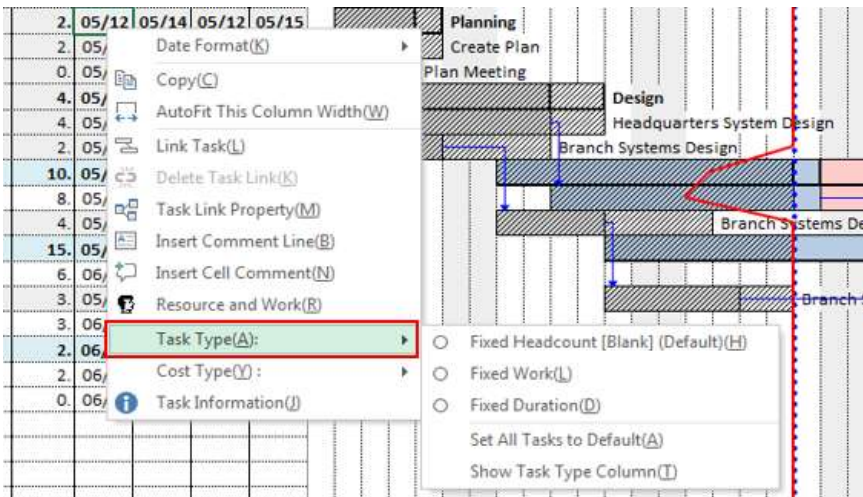 2. 05/12 05/14 05/12 05/15 Planning
2. 05/ Create Plan
0. 05/ Plan Meeting
4. 05/ Design
4. 05/ Headquarters System Design
2. 05/ Branch Systems Design
10. 05/
8. 05/
4. 05/ Branch Systems De
15. 05/
6. 06/
3. 05/ Branch S
3. 06/
2. 06/
2. 06/
0. 06/
Date Format(K)
Copy(C)
AutoFit This Column Width(W)
Link Task(L)
Delete Task Link(K)
Task Link Property(M)
Insert Comment Line(B)
Insert Cell Comment(N)
Resource and Work(R)
Task Type(A):
Cost Type(Y) :
Task Information(J)
Fixed Headcount [Blank] (Default)(H)
Fixed Work(L)
Fixed Duration(D)
Set All Tasks to Default(A)
Show Task Type Column(T)